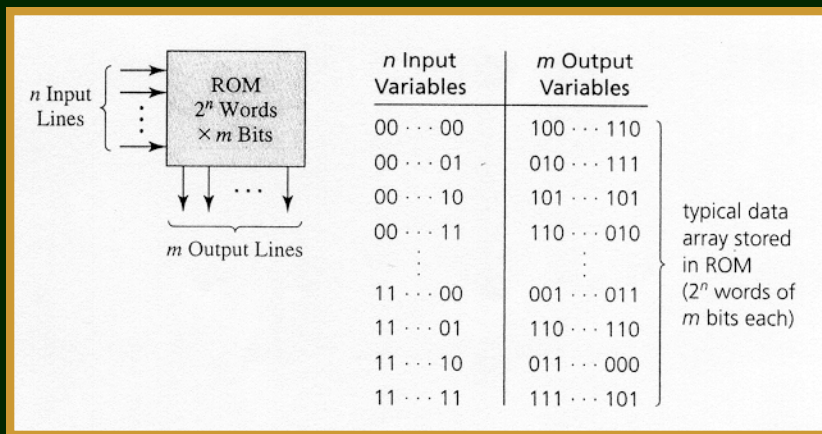 n Input
Lines
ROM
2ⁿ Words
× m Bits
· · ·
m Output Lines
n Input
Variables
m Output
Variables
00 · · · 00 100 · · · 110
00 · · · 01 010 · · · 111
00 · · · 10 101 · · · 101
00 · · · 11 110 · · · 010
11 · · · 00 001 · · · 011
11 · · · 01 110 · · · 110
11 · · · 10 011 · · · 000
11 · · · 11 111 · · · 101
typical data
array stored
in ROM
(2ⁿ words of
m bits each)